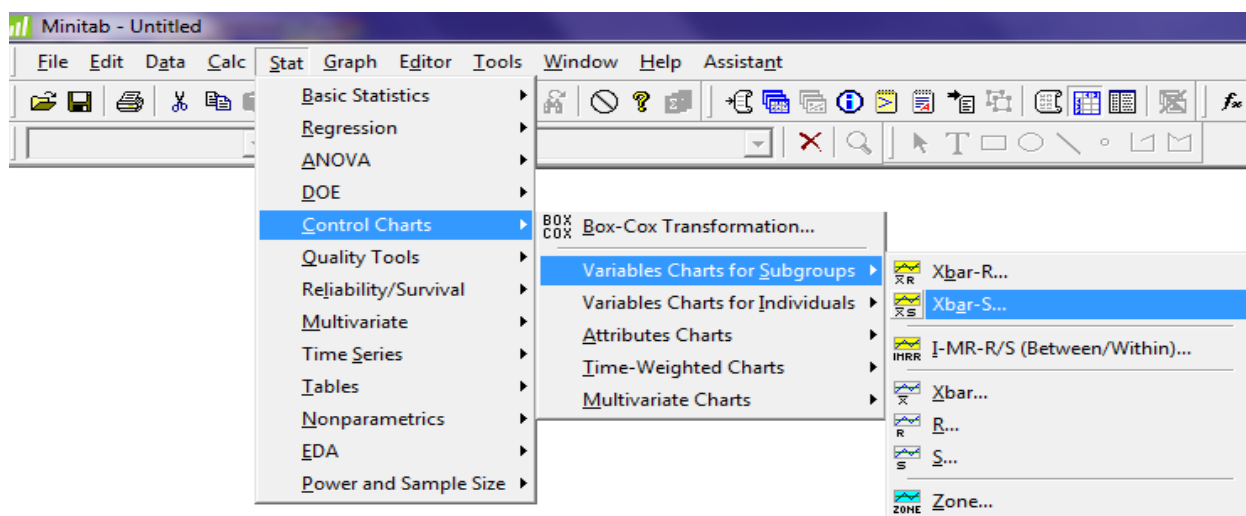 Minitab - Untitled
File Edit Data Calc Stat Graph Editor Tools Window Help Assistant
Basic Statistics
Regression
ANOVA
DOE
Control Charts
Quality Tools
Reliability/Survival
Multivariate
Time Series
Tables
Nonparametrics
EDA
Power and Sample Size
BOX COX Box-Cox Transformation...
Variables Charts for Subgroups
Variables Charts for Individuals
Attributes Charts
Time-Weighted Charts
Multivariate Charts
X̄R Xbar-R...
X̄S Xbar-S...
IMRR I-MR-R/S (Between/Within)...
X̄ Xbar...
R R...
S S...
ZONE Zone...